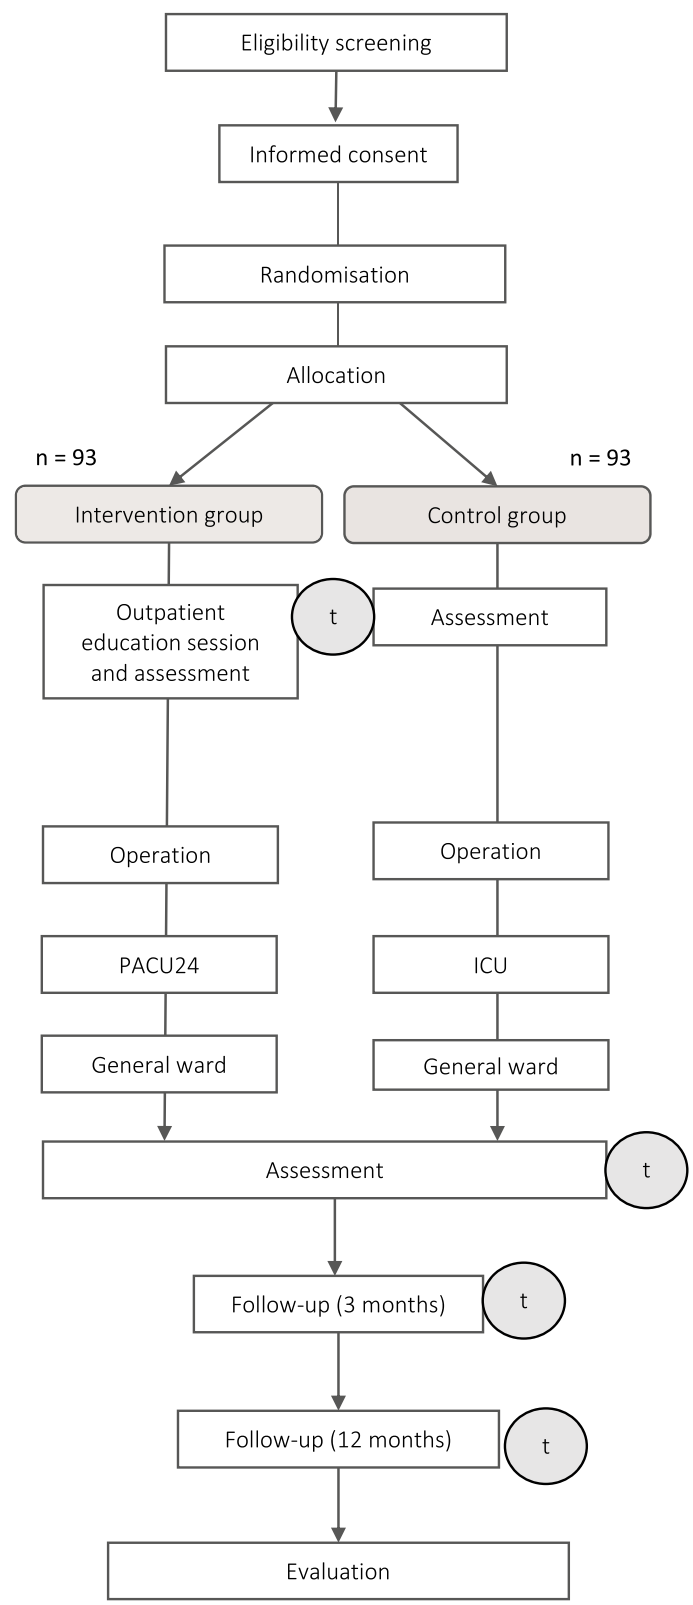 Eligibility screening
Informed consent
Randomisation
Allocation
n = 93
n = 93
Intervention group
Control group
Outpatient
education session
and assessment
t
Assessment
Operation
Operation
PACU24
ICU
General ward
General ward
Assessment
t
Follow-up (3 months)
t
Follow-up (12 months)
t
Evaluation